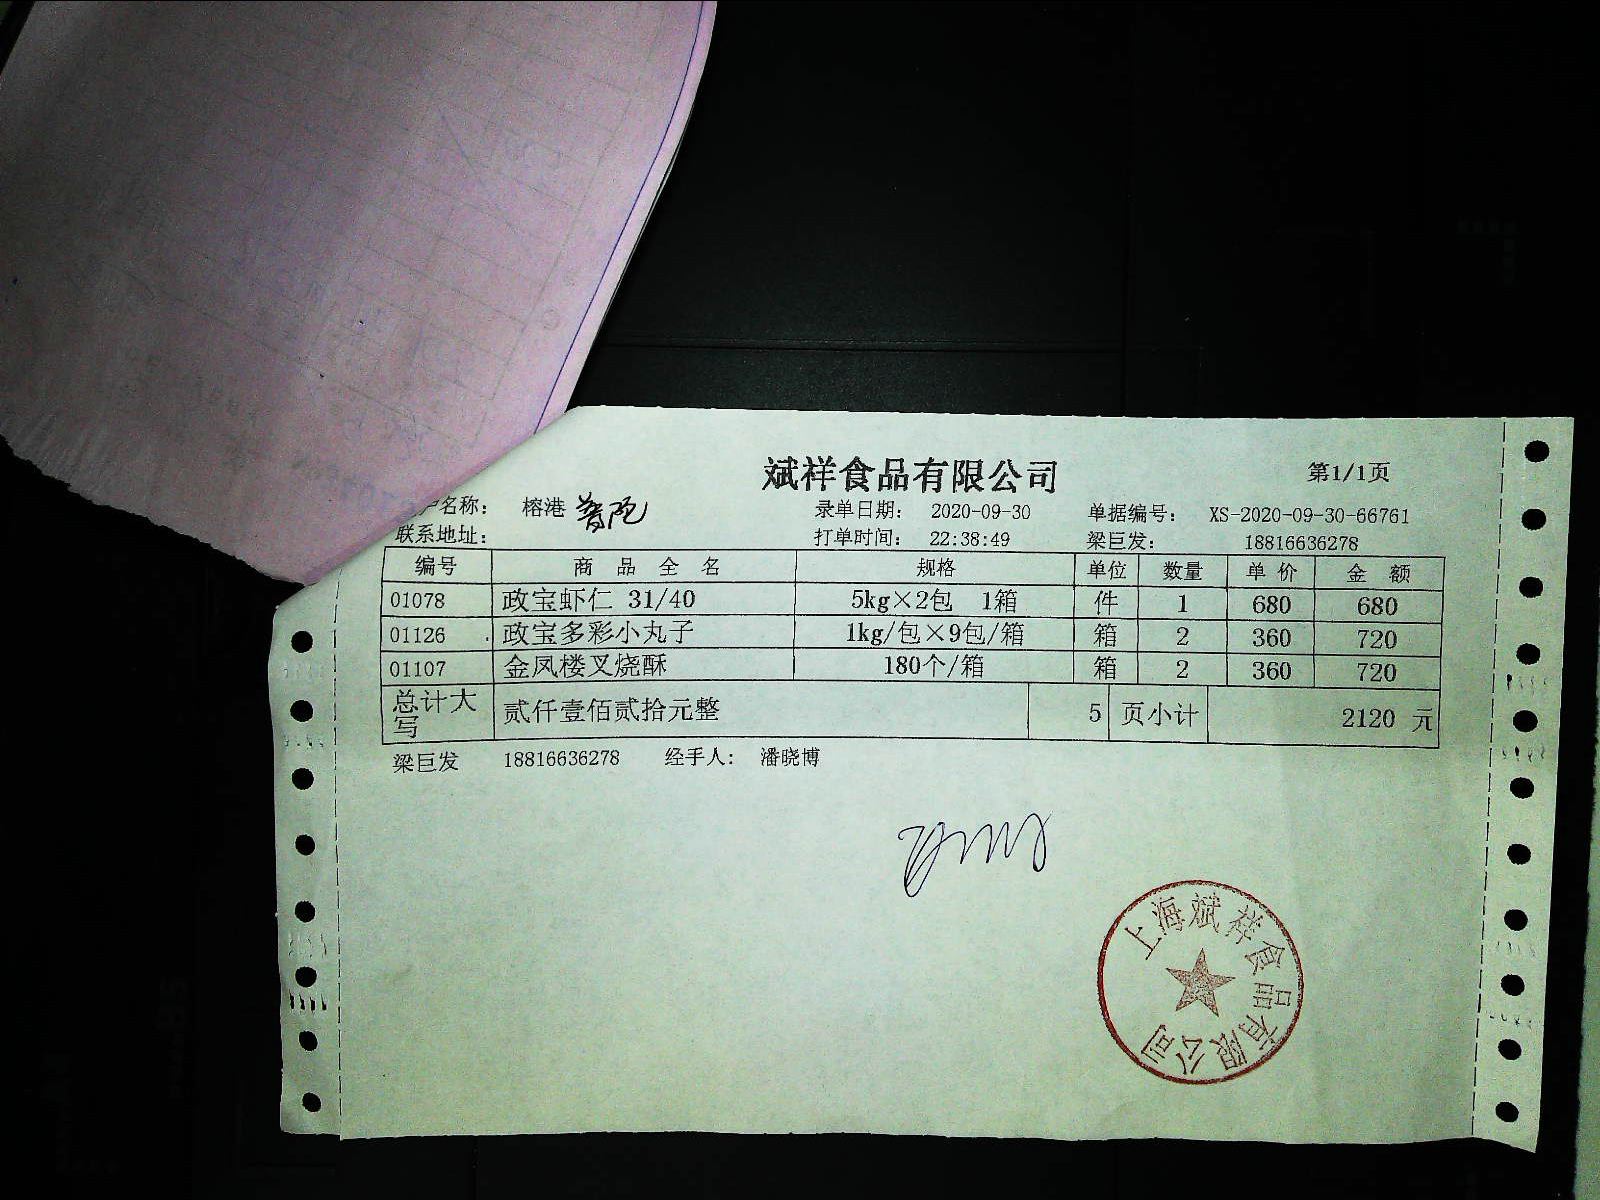 斌祥食品有限公司 第1/1页
户名称： 榕港 普陀 录单日期： 2020-09-30 单据编号： XS-2020-09-30-66761
联系地址： 打单时间： 22:38:49 梁巨发： 18816636278
编号 商 品 全 名 规格 单位 数量 单 价 金 额
01078 政宝虾仁 31/40 5kg×2包 1箱 件 1 680 680
01126 政宝多彩小丸子 1kg/包×9包/箱 箱 2 360 720
01107 金凤楼叉烧酥 180个/箱 箱 2 360 720
总计大写 贰仟壹佰贰拾元整 5 页小计 2120 元
梁巨发 18816636278 经手人： 潘晓博
上海斌祥食品有限公司